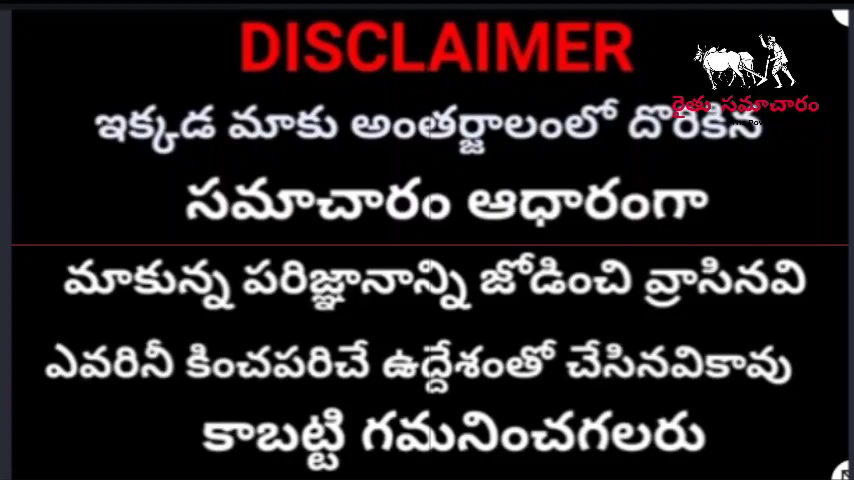 DISCLAIMER
రైతు సమాచారం
ఇక్కడ మాకు అంతర్జాలంలో దొరికిన
సమాచారం ఆధారంగా
మాకున్న పరిజ్ఞానాన్ని జోడించి వ్రాసినవి
ఎవరినీ కించపరిచే ఉద్దేశంతో చేసినవికావు
కాబట్టి గమనించగలరు